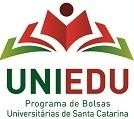 UNIEDU
Programa de Bolsas
Universitárias de Santa Catarina